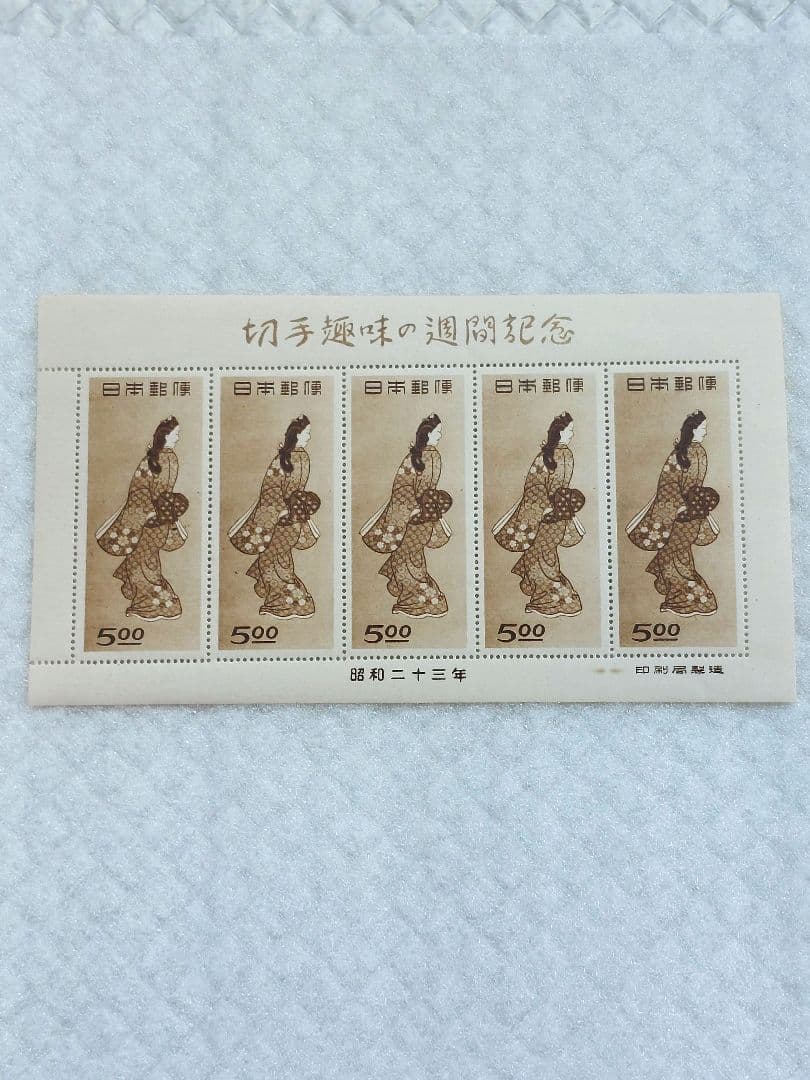 切手趣味の週間記念
日本郵便 日本郵便 日本郵便 日本郵便 日本郵便
5.00 5.00 5.00 5.00 5.00
昭和二十三年
印刷局製造